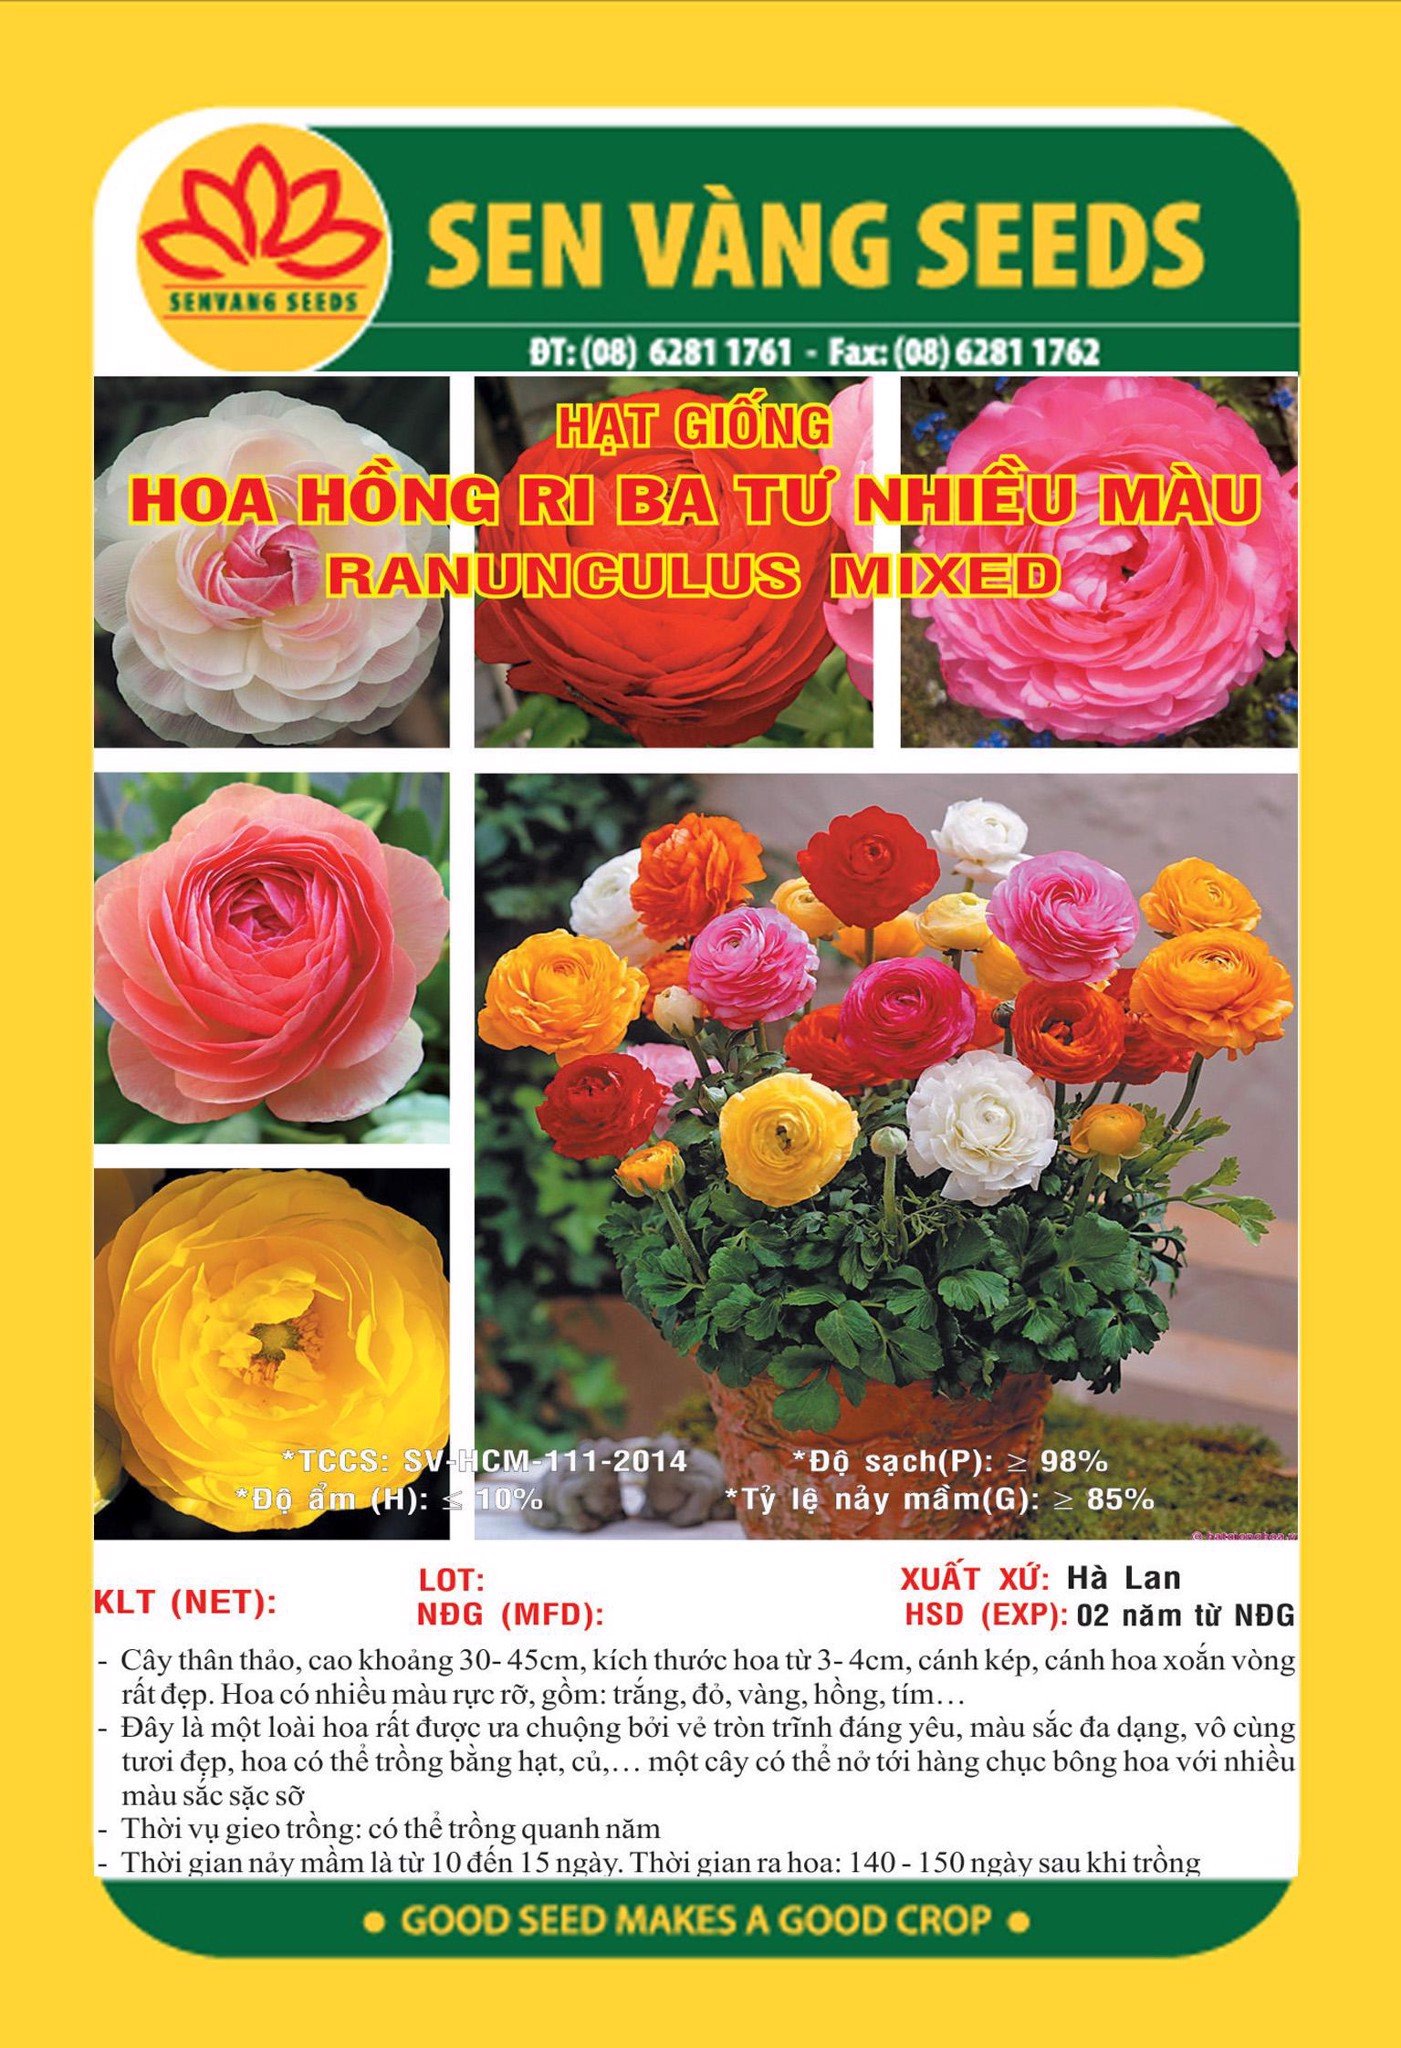 SENVANG SEEDS
SEN VÀNG SEEDS
ĐT: (08) 6281 1761 - Fax: (08) 6281 1762
HẠT GIỐNG
HOA HỒNG RI BA TƯ NHIỀU MÀU
RANUNCULUS MIXED
*TCCS: SV-HCM-111-2014 *Độ sạch(P): ≥ 98%
*Độ ẩm (H): ≤ 10% *Tỷ lệ nảy mầm(G): ≥ 85%
KLT (NET):
LOT:
NĐG (MFD):
XUẤT XỨ: Hà Lan
HSD (EXP): 02 năm từ NĐG
- Cây thân thảo, cao khoảng 30- 45cm, kích thước hoa từ 3- 4cm, cánh kép, cánh hoa xoắn vòng
rất đẹp. Hoa có nhiều màu rực rỡ, gồm: trắng, đỏ, vàng, hồng, tím…
- Đây là một loài hoa rất được ưa chuộng bởi vẻ tròn trĩnh đáng yêu, màu sắc đa dạng, vô cùng
tươi đẹp, hoa có thể trồng bằng hạt, củ,… một cây có thể nở tới hàng chục bông hoa với nhiều
màu sắc sặc sỡ
- Thời vụ gieo trồng: có thể trồng quanh năm
- Thời gian nảy mầm là từ 10 đến 15 ngày. Thời gian ra hoa: 140 - 150 ngày sau khi trồng
• GOOD SEED MAKES A GOOD CROP •